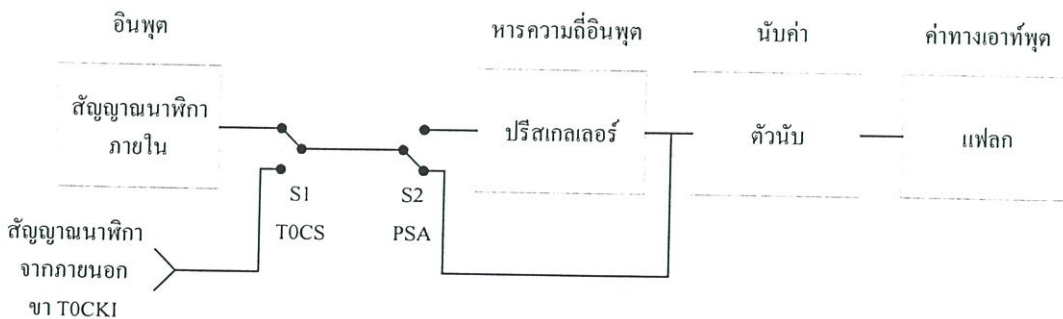 อินพุต
หารความถี่อินพุต
นับค่า
ค่าทางเอาท์พุต
สัญญาณนาฬิกา
ภายใน
ปรีสเกลเลอร์
ตัวนับ
แฟลก
S1
S2
T0CS
PSA
สัญญาณนาฬิกา
จากภายนอก
ขา T0CKI